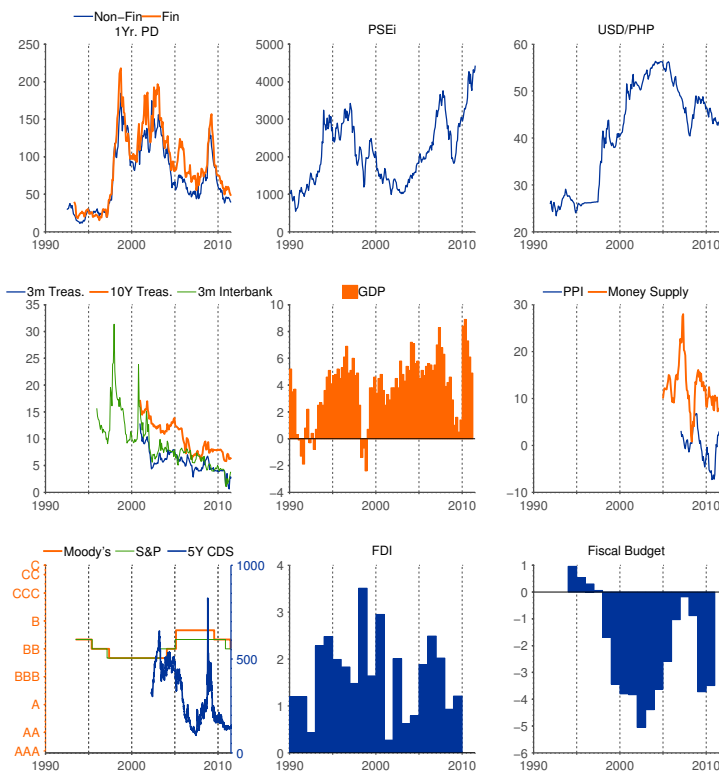 Non−Fin Fin
1Yr. PD
250
200
150
100
50
0
1990 2000 2010
PSEi
5000
4000
3000
2000
1000
0
1990 2000 2010
USD/PHP
60
50
40
30
20
1990 2000 2010
3m Treas. 10Y Treas. 3m Interbank
35
30
25
20
15
10
5
0
1990 2000 2010
GDP
10
8
6
4
2
0
−2
−4
1990 2000 2010
PPI Money Supply
30
20
10
0
−10
1990 2000 2010
Moody's S&P 5Y CDS
C
CC
CCC
B
BB
BBB
A
AA
AAA
1000
500
0
1990 2000 2010
FDI
4
3
2
1
0
1990 2000 2010
Fiscal Budget
1
0
−1
−2
−3
−4
−5
−6
1990 2000 2010